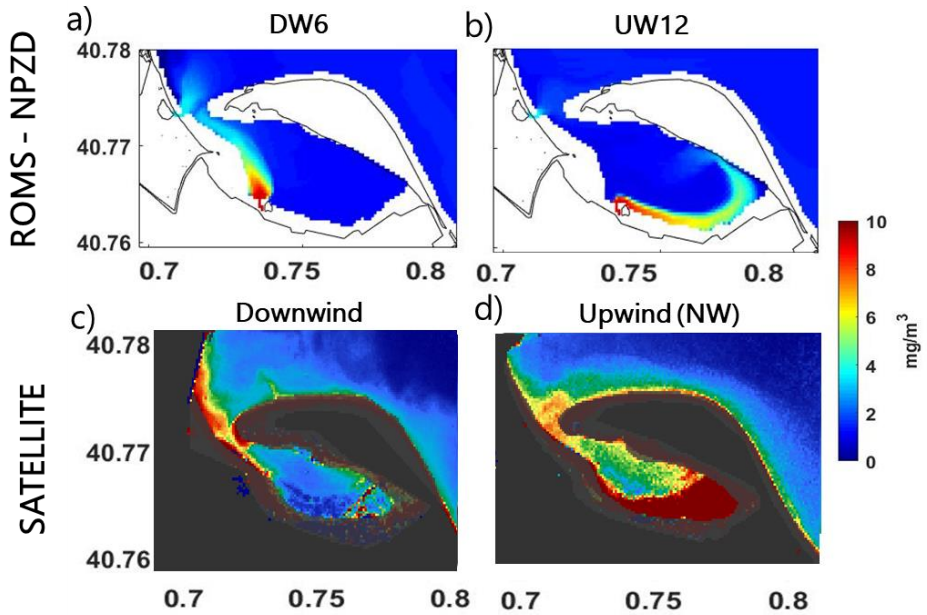 a) DW6
b) UW12
ROMS - NPZD
40.78
40.77
40.76
0.7 0.75 0.8
0.7 0.75 0.8
c) Downwind
d) Upwind (NW)
SATELLITE
40.78
40.77
40.76
0.7 0.75 0.8
0.7 0.75 0.8
10
8
6
4
2
0
mg/m³